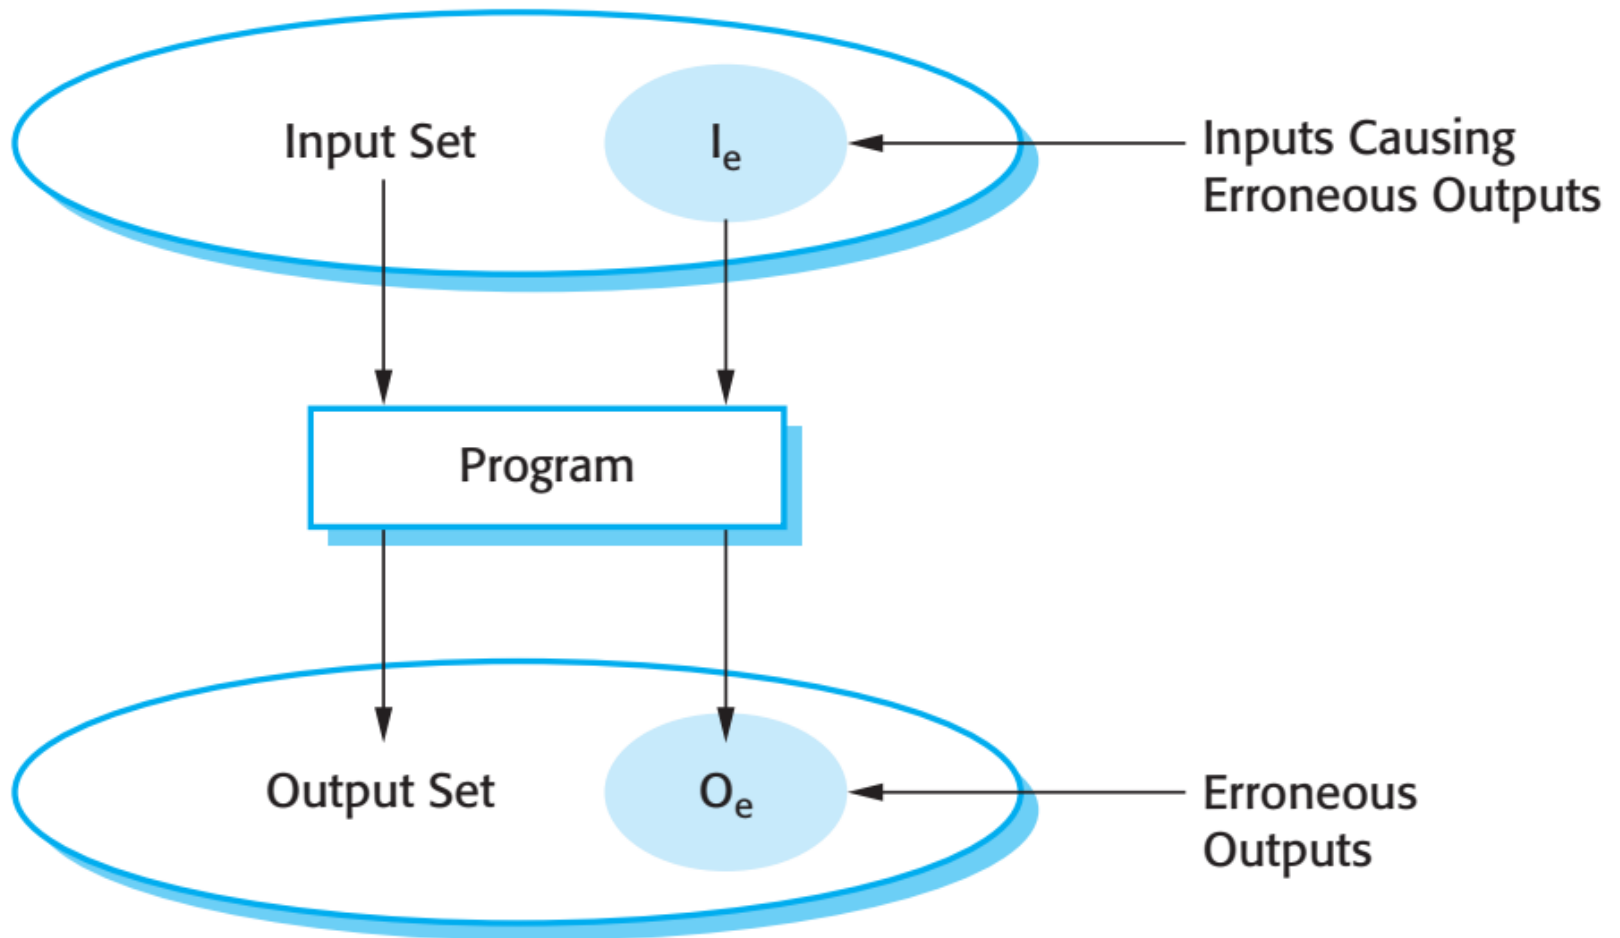 Input Set
Ie
Inputs Causing
Erroneous Outputs
Program
Output Set
Oe
Erroneous
Outputs